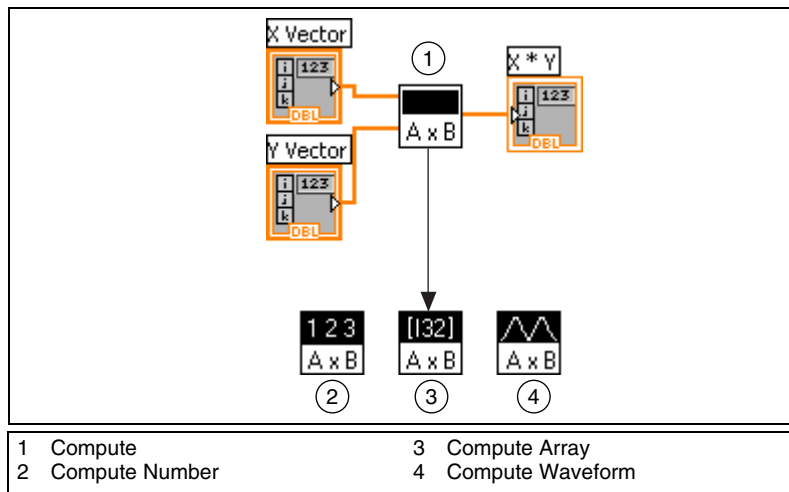 X Vector
i 123
j
k
DBL
1
A x B
X * Y
i 123
j
k
DBL
Y Vector
i 123
j
k
DBL
1 2 3
A x B
[I32]
A x B
A x B
2
3
4
1 Compute
2 Compute Number
3 Compute Array
4 Compute Waveform